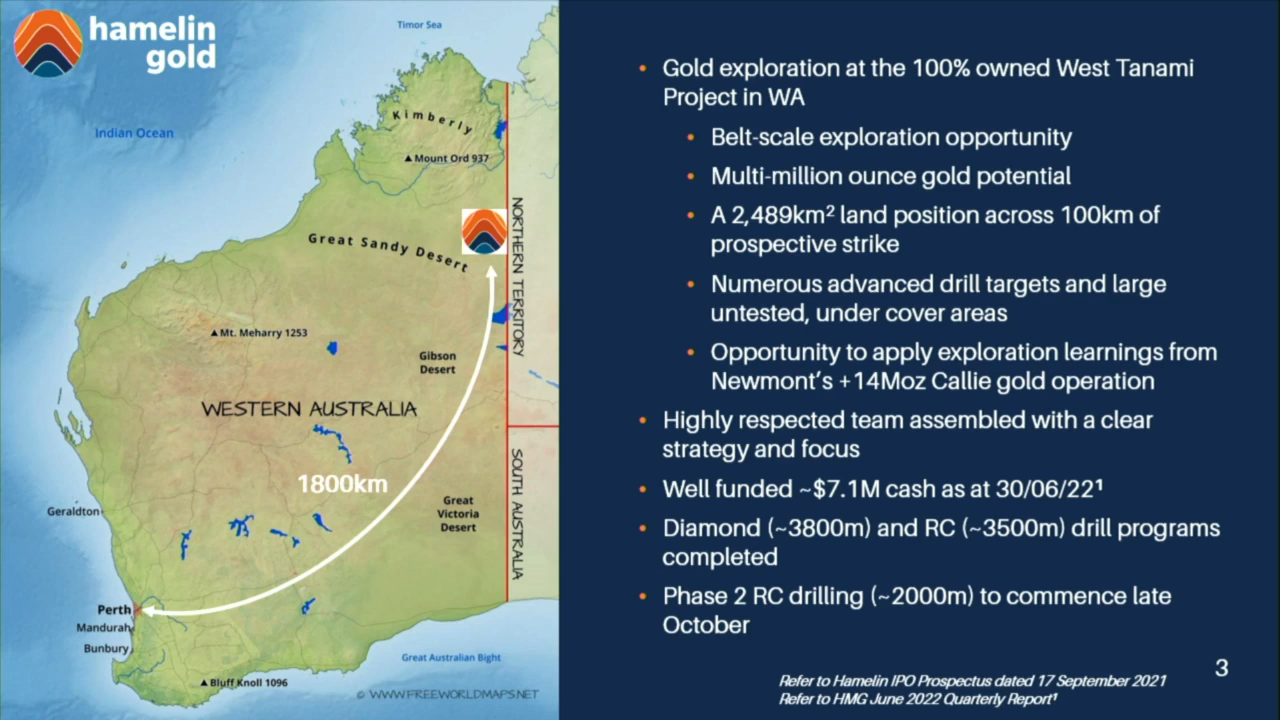 hamelin
gold
Timor Sea
Indian Ocean
Kimberly
▲ Mount Ord 937
NORTHERN TERRITORY
Great Sandy Desert
▲ Mt. Meharry 1253
Gibson
Desert
WESTERN AUSTRALIA
1800km
Great
Victoria
Desert
SOUTH AUSTRALIA
Geraldton
Perth
Mandurah
Bunbury
Great Australian Bight
▲ Bluff Knoll 1096
© WWW.FREEWORLDMAPS.NET
• Gold exploration at the 100% owned West Tanami
Project in WA
• Belt-scale exploration opportunity
• Multi-million ounce gold potential
• A 2,489km² land position across 100km of
prospective strike
• Numerous advanced drill targets and large
untested, under cover areas
• Opportunity to apply exploration learnings from
Newmont's +14Moz Callie gold operation
• Highly respected team assembled with a clear
strategy and focus
• Well funded ~$7.1M cash as at 30/06/22¹
• Diamond (~3800m) and RC (~3500m) drill programs
completed
• Phase 2 RC drilling (~2000m) to commence late
October
3
Refer to Hamelin IPO Prospectus dated 17 September 2021
Refer to HMG June 2022 Quarterly Report¹